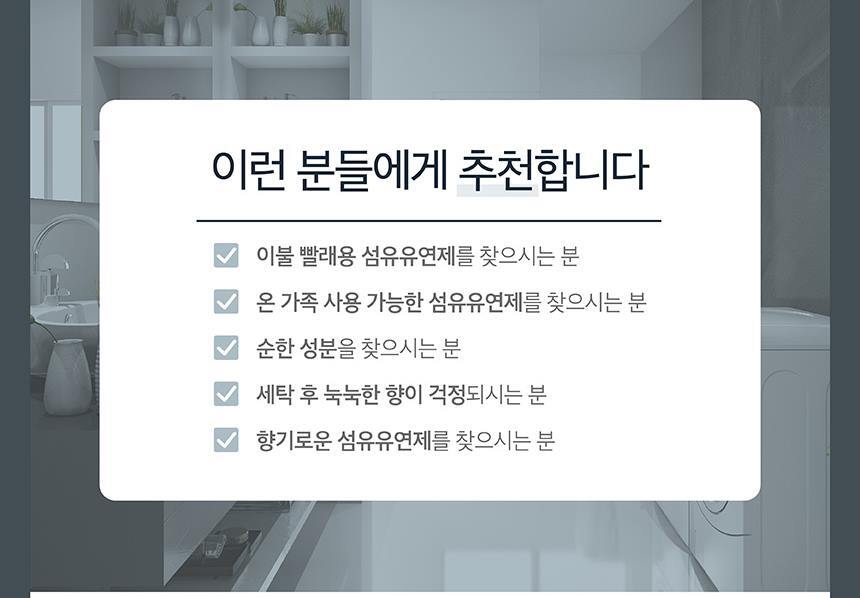 이런 분들에게 추천합니다
이불 빨래용 섬유유연제를 찾으시는 분
온 가족 사용 가능한 섬유유연제를 찾으시는 분
순한 성분을 찾으시는 분
세탁 후 눅눅한 향이 걱정되시는 분
향기로운 섬유유연제를 찾으시는 분